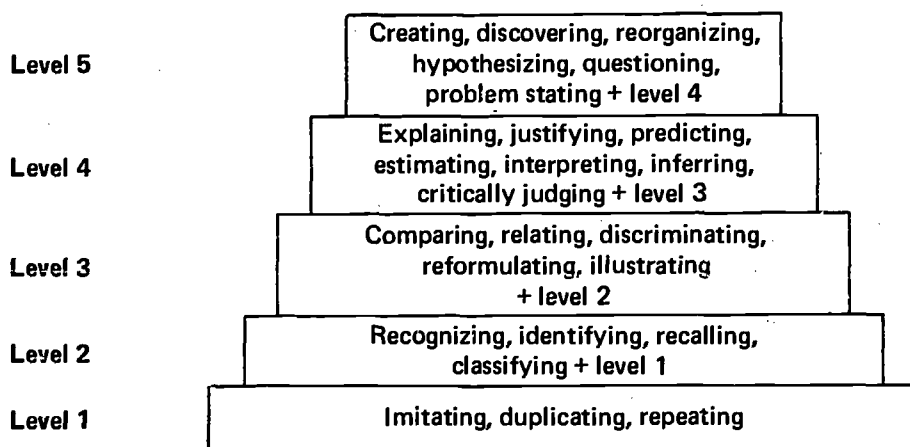 Level 5
Creating, discovering, reorganizing,
hypothesizing, questioning,
problem stating + level 4
Level 4
Explaining, justifying, predicting,
estimating, interpreting, inferring,
critically judging + level 3
Level 3
Comparing, relating, discriminating,
reformulating, illustrating
+ level 2
Level 2
Recognizing, identifying, recalling,
classifying + level 1
Level 1
Imitating, duplicating, repeating